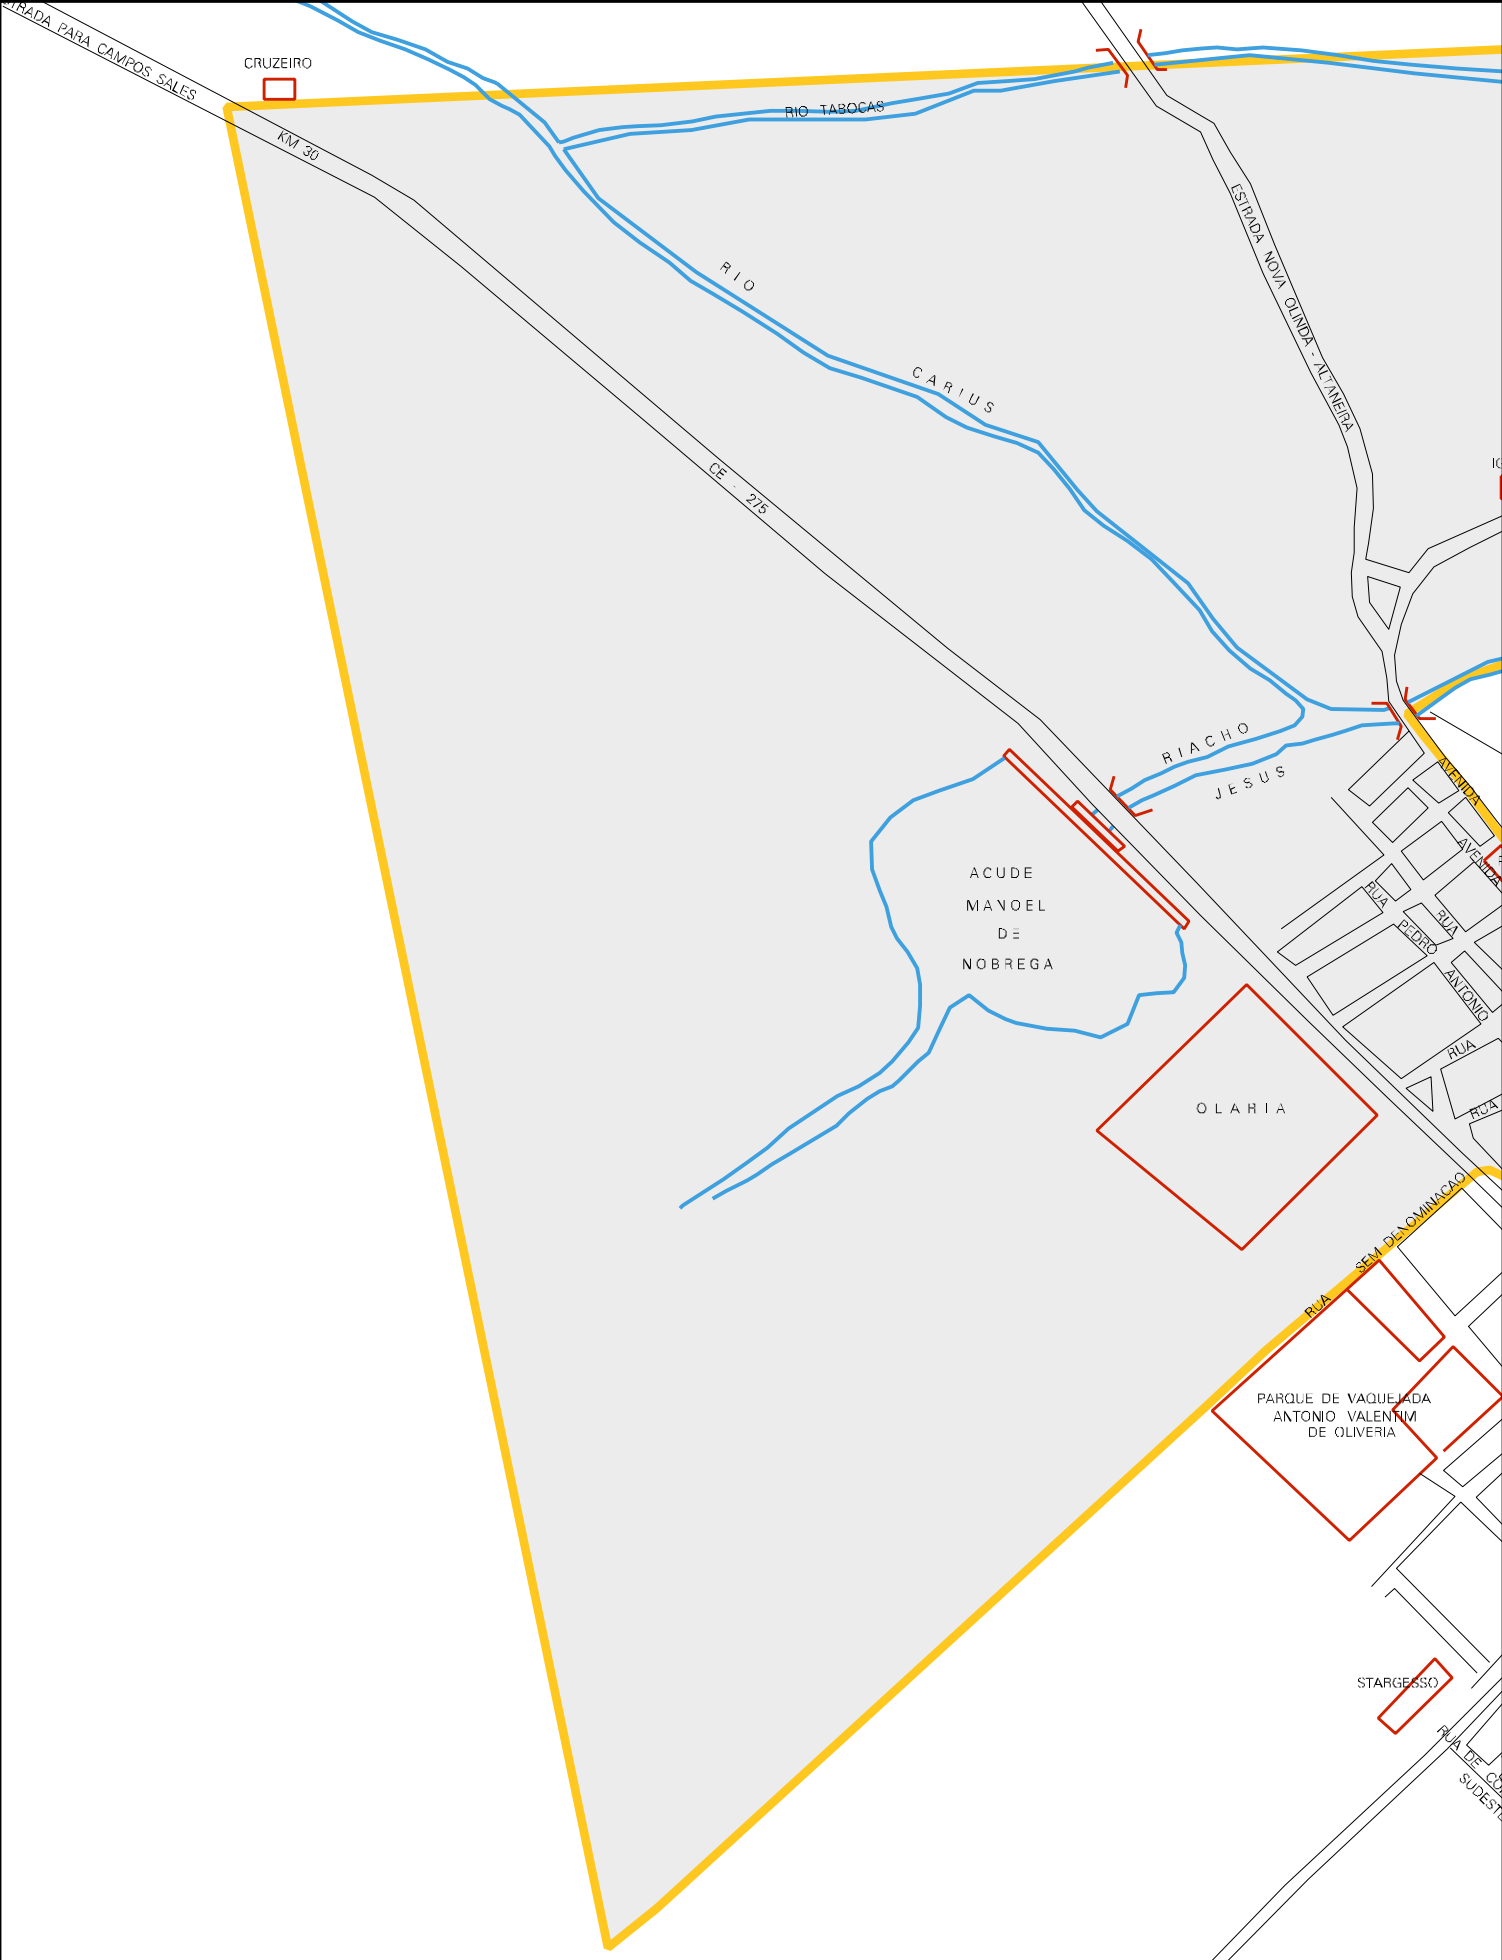 PARA CAMPOS SALES
CRUZEIRO
KM 30
RIO TABOCAS
ESTRADA NOVA OLINDA - ALTANEIRA
RIO
CARIUS
CE - 275
RIACHO
JESUS
AVENIDA
AVENIDA
RUA
RUA
PEDRO
ANTONIO
RUA
RUA
ACUDE
MANOEL
DE
NOBREGA
OLARIA
RUA SEM DENOMINACAO
PARQUE DE VAQUEJADA
ANTONIO VALENTIM
DE OLIVERIA
STARGESSO
RUA DE